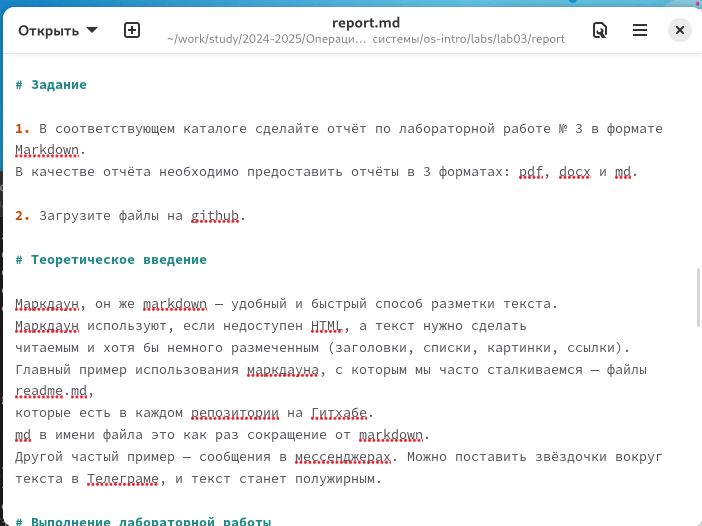 Открыть
report.md
~/work/study/2024-2025/Операци… системы/os-intro/labs/lab03/report
# Задание
1. В соответствующем каталоге сделайте отчёт по лабораторной работе № 3 в формате
Markdown.
В качестве отчёта необходимо предоставить отчёты в 3 форматах: pdf, docx и md.
2. Загрузите файлы на github.
# Теоретическое введение
Маркдаун, он же markdown — удобный и быстрый способ разметки текста.
Маркдаун используют, если недоступен HTML, а текст нужно сделать
читаемым и хотя бы немного размеченным (заголовки, списки, картинки, ссылки).
Главный пример использования маркдауна, с которым мы часто сталкиваемся — файлы
readme.md,
которые есть в каждом репозитории на Гитхабе.
md в имени файла это как раз сокращение от markdown.
Другой частый пример — сообщения в мессенджерах. Можно поставить звёздочки вокруг
текста в Телеграме, и текст станет полужирным.
# Выполнение лабораторной работы